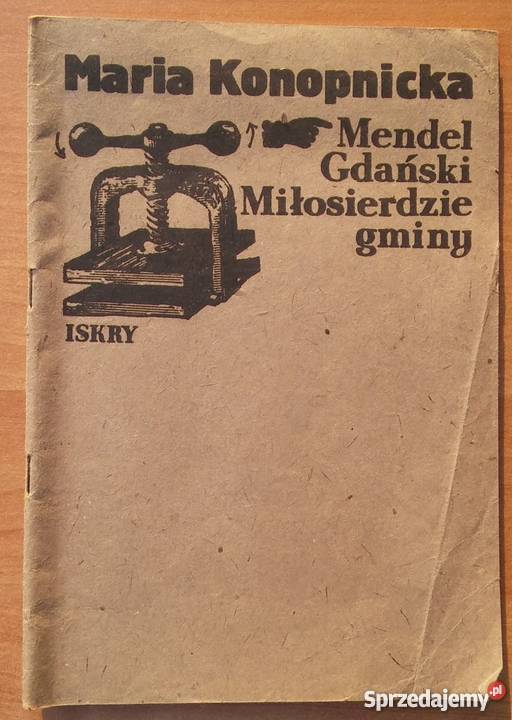 Maria Konopnicka
Mendel
Gdański
Miłosierdzie
gminy
ISKRY
Sprzedajemy.pl